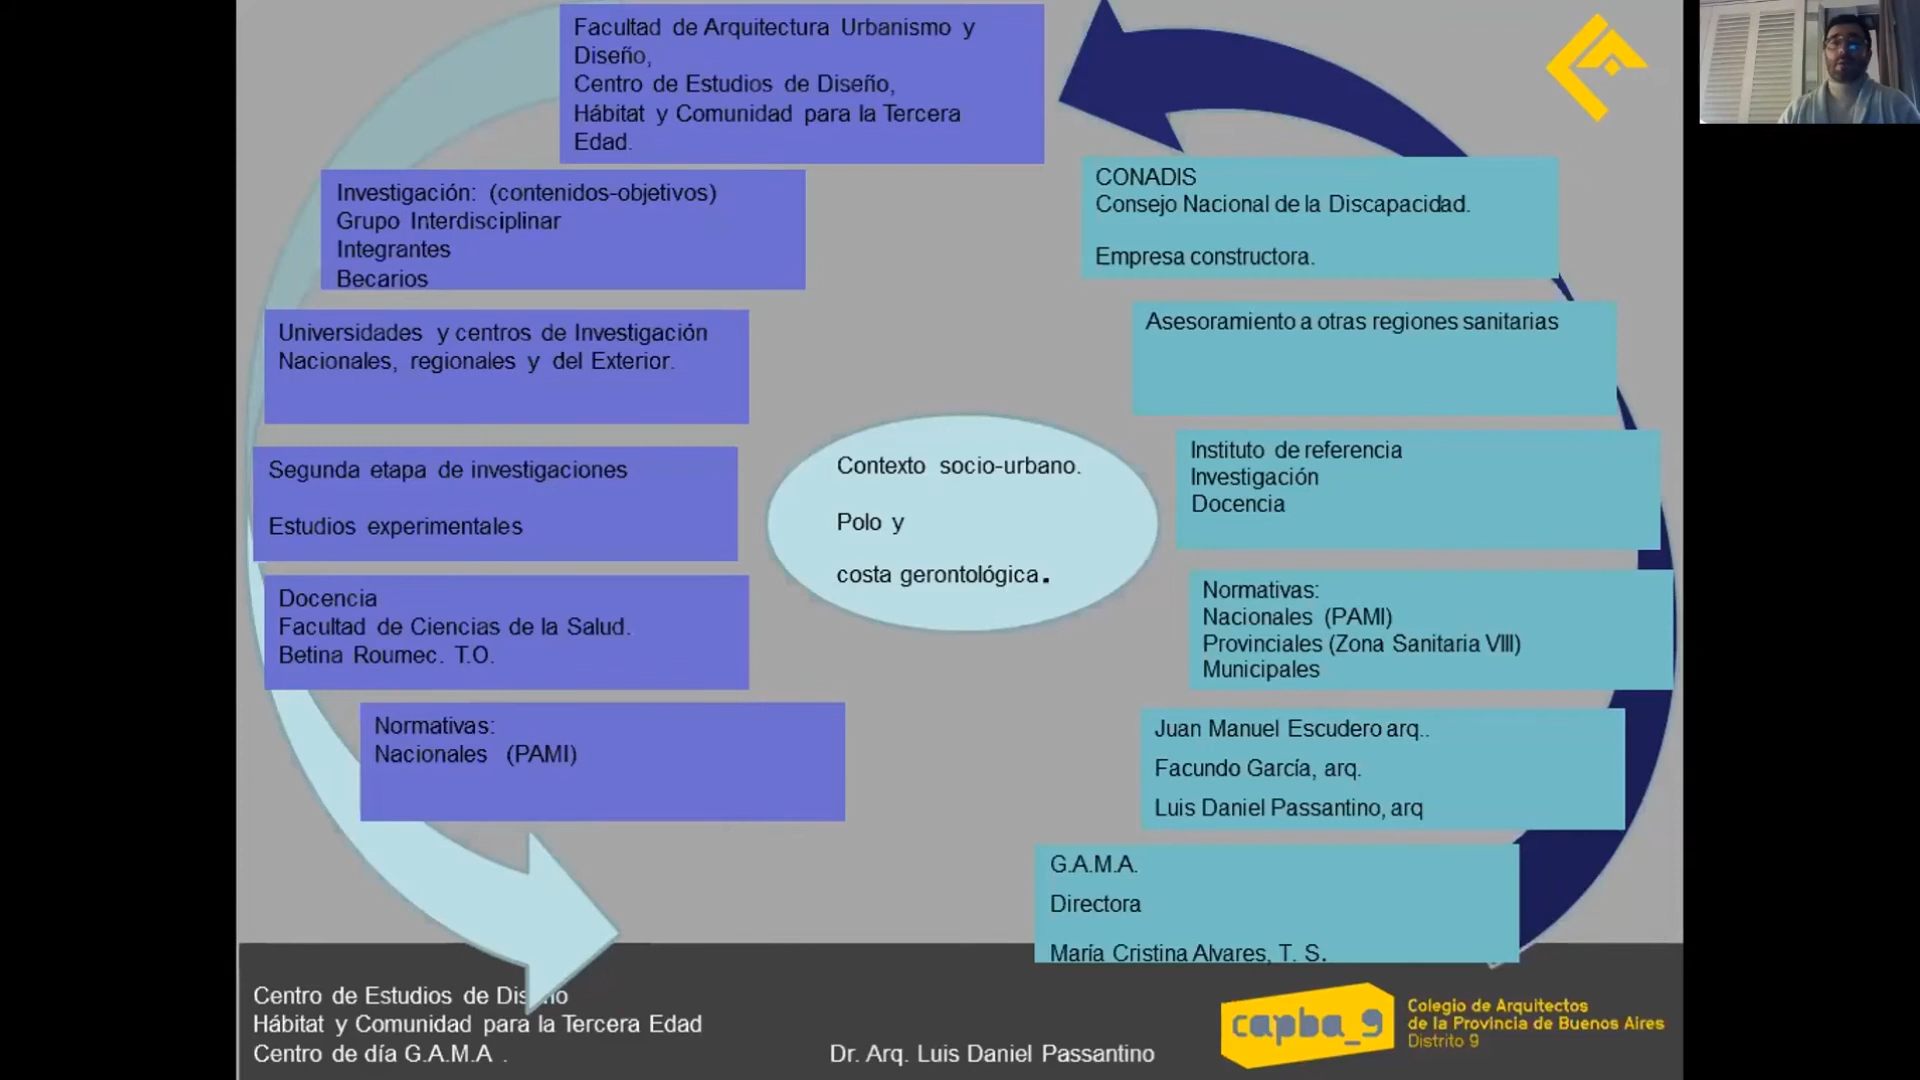 Facultad de Arquitectura Urbanismo y
Diseño,
Centro de Estudios de Diseño,
Hábitat y Comunidad para la Tercera
Edad.
Investigación: (contenidos-objetivos)
Grupo Interdisciplinar
Integrantes
Becarios
Universidades y centros de Investigación
Nacionales, regionales y del Exterior.
Segunda etapa de investigaciones
Estudios experimentales
Docencia
Facultad de Ciencias de la Salud.
Betina Roumec. T.O.
Normativas:
Nacionales (PAMI)
Contexto socio-urbano.
Polo y
costa gerontológica.
CONADIS
Consejo Nacional de la Discapacidad.
Empresa constructora.
Asesoramiento a otras regiones sanitarias
Instituto de referencia
Investigación
Docencia
Normativas:
Nacionales (PAMI)
Provinciales (Zona Sanitaria VIII)
Municipales
Juan Manuel Escudero arq..
Facundo García, arq.
Luis Daniel Passantino, arq
G.A.M.A.
Directora
María Cristina Alvares, T. S.
Centro de Estudios de Diseño
Hábitat y Comunidad para la Tercera Edad
Centro de día G.A.M.A .
Dr. Arq. Luis Daniel Passantino
capba_9
Colegio de Arquitectos
de la Provincia de Buenos Aires
Distrito 9